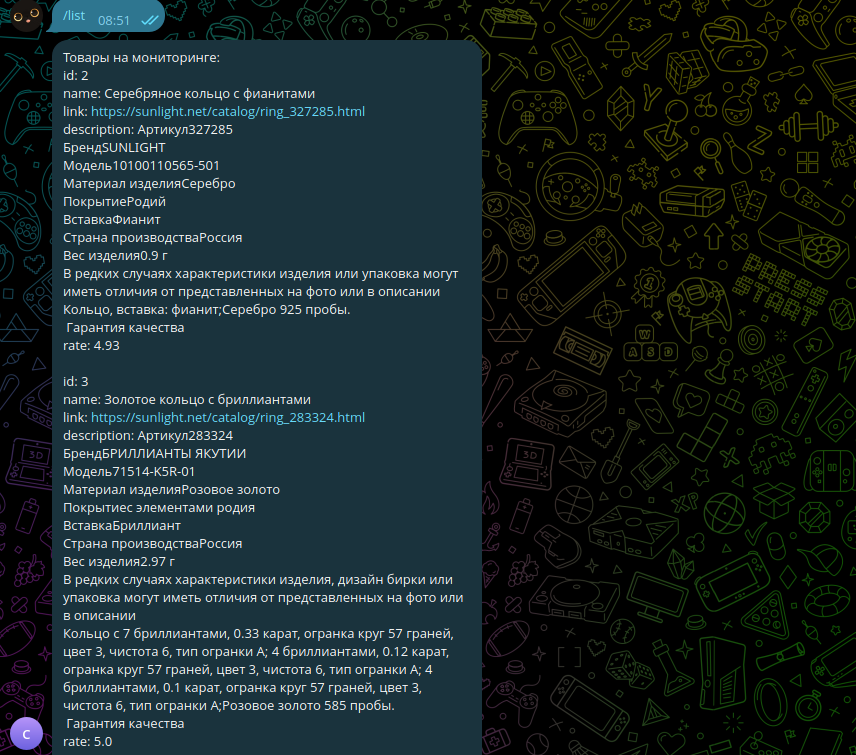 /list
08:51
Товары на мониторинге:
id: 2
name: Серебряное кольцо с фианитами
link: https://sunlight.net/catalog/ring_327285.html
description: Артикул327285
БрендSUNLIGHT
Модель10100110565-501
Материал изделияСеребро
ПокрытиеРодий
ВставкаФианит
Страна производстваРоссия
Вес изделия0.9 г
В редких случаях характеристики изделия или упаковка могут
иметь отличия от представленных на фото или в описании
Кольцо, вставка: фианит;Серебро 925 пробы.
Гарантия качества
rate: 4.93
id: 3
name: Золотое кольцо с бриллиантами
link: https://sunlight.net/catalog/ring_283324.html
description: Артикул283324
БрендБРИЛЛИАНТЫ ЯКУТИИ
Модель71514-K5R-01
Материал изделияРозовое золото
Покрытиес элементами родия
ВставкаБриллиант
Страна производстваРоссия
Вес изделия2.97 г
В редких случаях характеристики изделия, дизайн бирки или
упаковка могут иметь отличия от представленных на фото или
в описании
Кольцо с 7 бриллиантами, 0.33 карат, огранка круг 57 граней,
цвет 3, чистота 6, тип огранки А; 4 бриллиантами, 0.12 карат,
огранка круг 57 граней, цвет 3, чистота 6, тип огранки А; 4
бриллиантами, 0.1 карат, огранка круг 57 граней, цвет 3,
чистота 6, тип огранки А;Розовое золото 585 пробы.
Гарантия качества
rate: 5.0
C
PRESS
START
W
A S D
3D
3D
XP